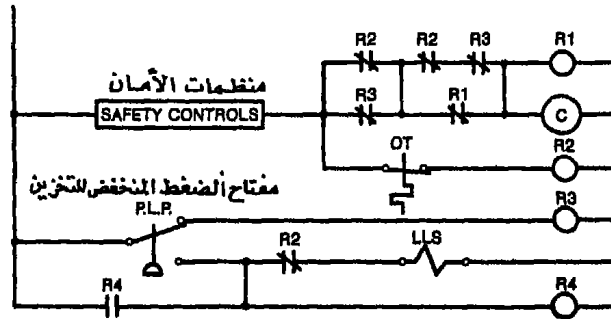 R2 R2 R3 R1
منظمات الأمان
SAFETY CONTROLS R3 R1 C
OT R2
مفتاح الضغط المنخفض للتخزين
P.L.P. R3
R2 LLS
R4 R4